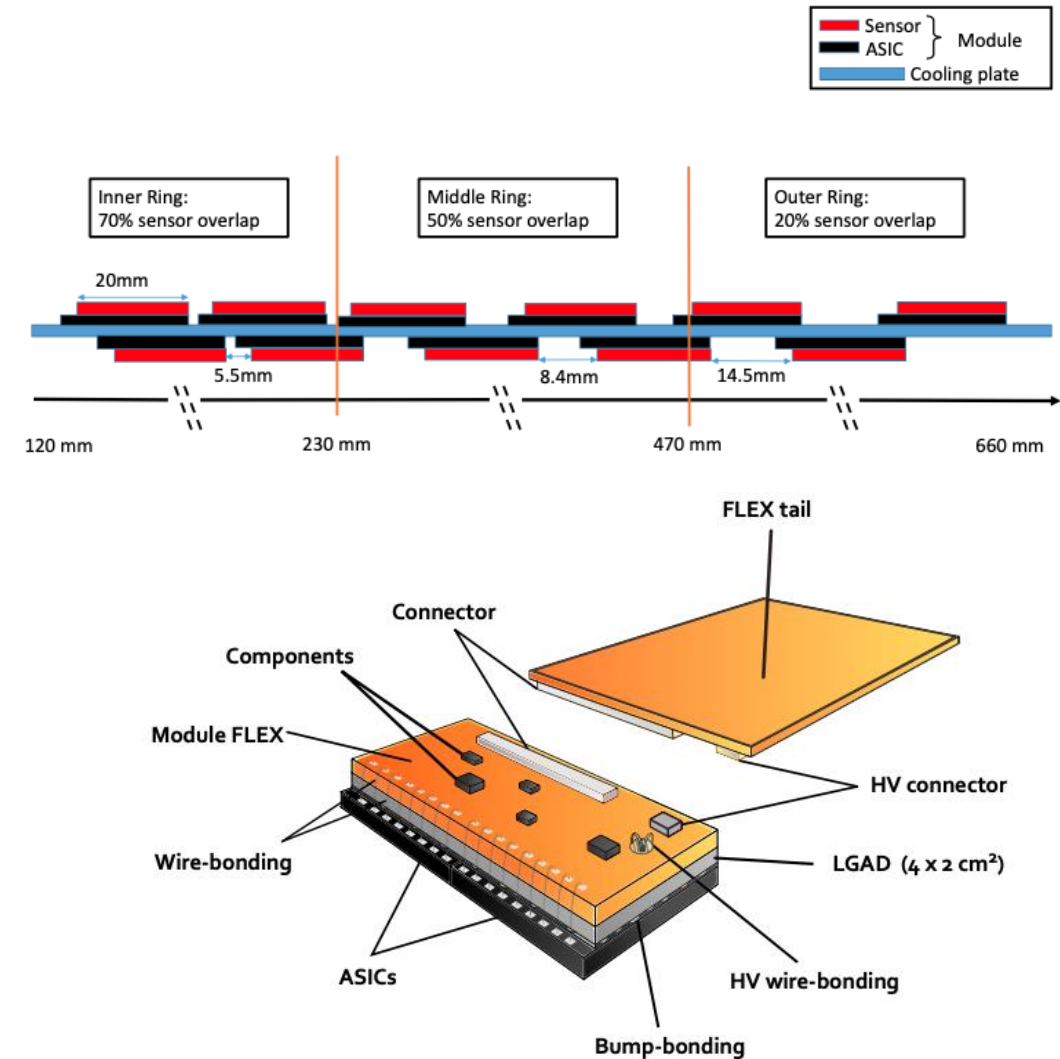 Sensor
ASIC
Module
Cooling plate
Inner Ring:
70% sensor overlap
Middle Ring:
50% sensor overlap
Outer Ring:
20% sensor overlap
20mm
5.5mm
8.4mm
14.5mm
120 mm
230 mm
470 mm
660 mm
FLEX tail
Connector
Components
Module FLEX
HV connector
Wire-bonding
LGAD (4 x 2 cm²)
ASICs
HV wire-bonding
Bump-bonding